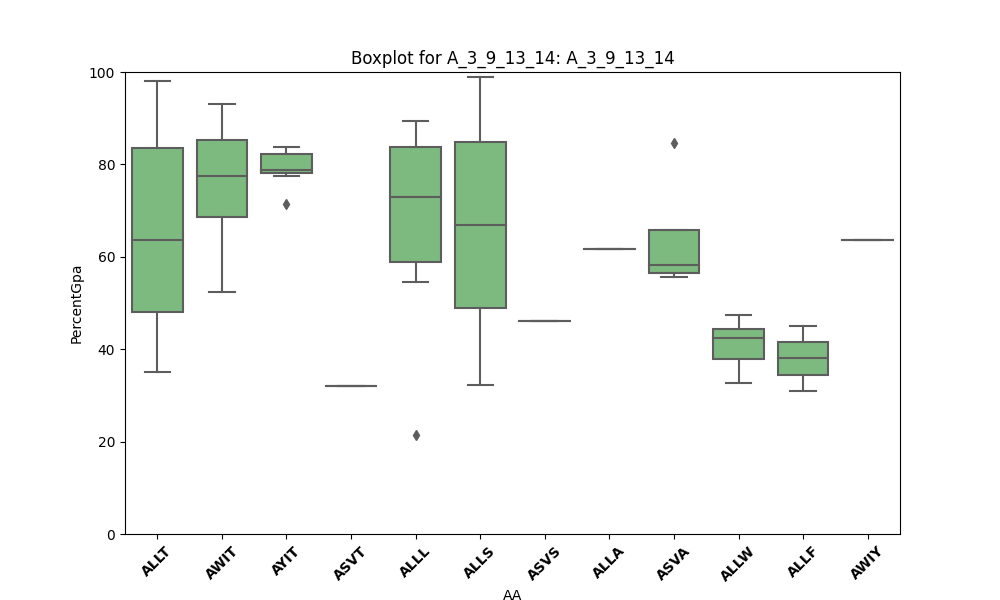 Boxplot for A_3_9_13_14: A_3_9_13_14
100
80
60
40
20
0
PercentGpa
ALLT AWIT AYIT ASVT ALLL ALLS ASVS ALLA ASVA ALLW ALLF AWIY
AA